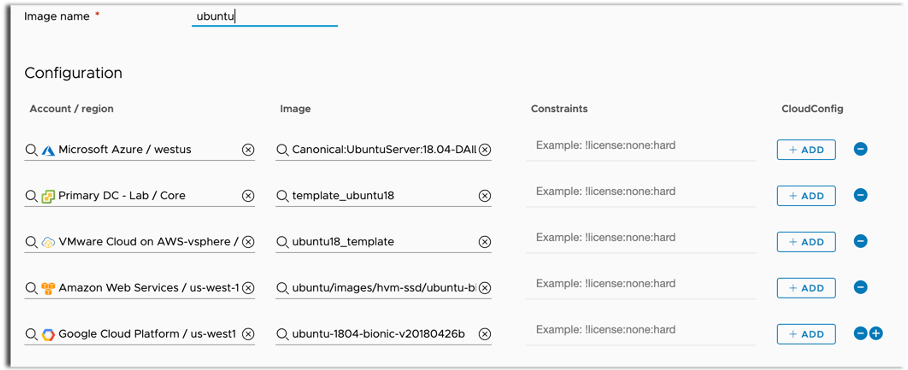 Image name * ubuntu
Configuration
Account / region Image Constraints CloudConfig
Microsoft Azure / westus Canonical:UbuntuServer:18.04-DAIL Example: !license:none:hard + ADD
Primary DC - Lab / Core template_ubuntu18 Example: !license:none:hard + ADD
VMware Cloud on AWS-vsphere / ubuntu18_template Example: !license:none:hard + ADD
Amazon Web Services / us-west-1 ubuntu/images/hvm-ssd/ubuntu-bi Example: !license:none:hard + ADD
Google Cloud Platform / us-west1 ubuntu-1804-bionic-v20180426b Example: !license:none:hard + ADD